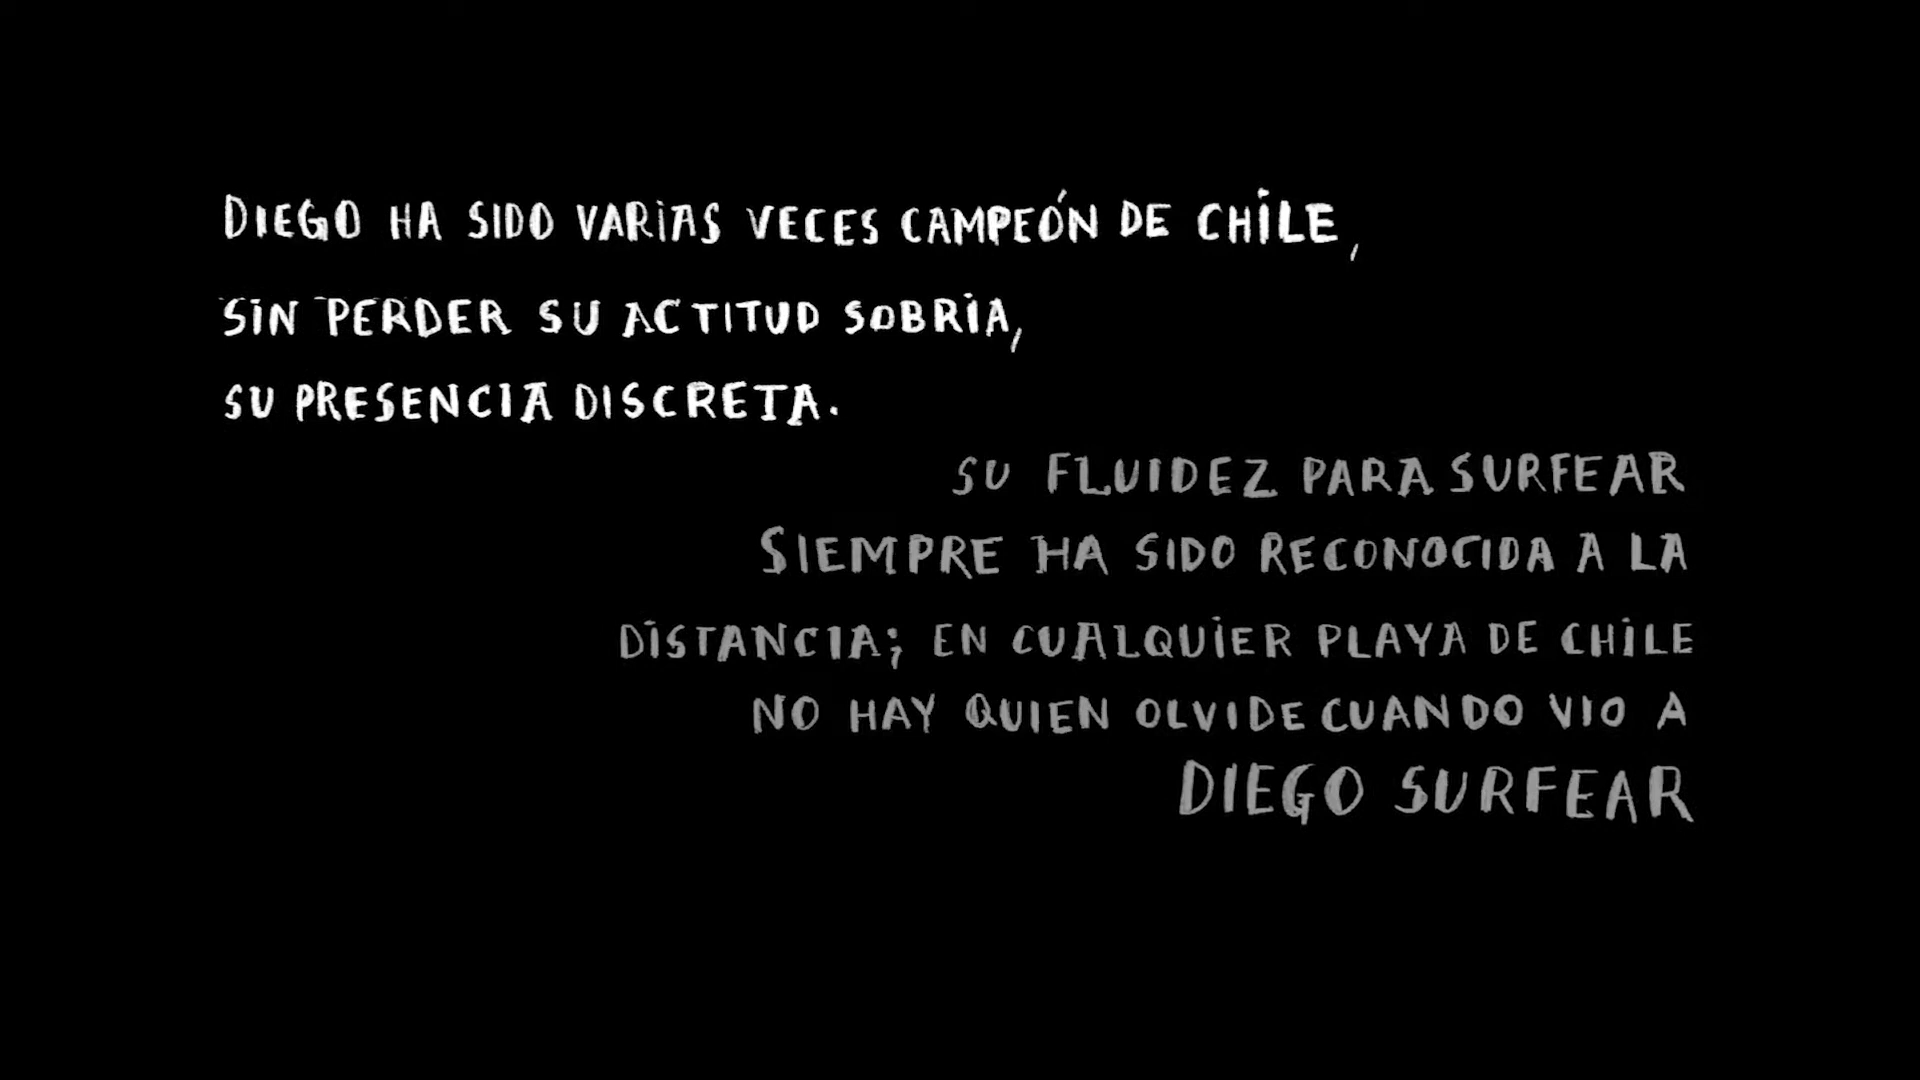 DIEGO HA SIDO VARIAS VECES CAMPEÓN DE CHILE,
SIN PERDER SU ACTITUD SOBRIA,
SU PRESENCIA DISCRETA.
SU FLUIDEZ PARA SURFEAR
SIEMPRE HA SIDO RECONOCIDA A LA
DISTANCIA; EN CUALQUIER PLAYA DE CHILE
NO HAY QUIEN OLVIDE CUANDO VIO A
DIEGO SURFEAR